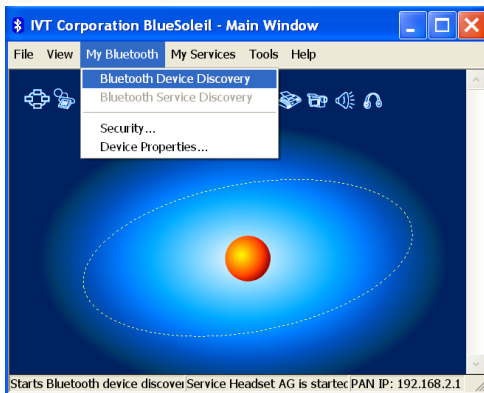 IVT Corporation BlueSoleil - Main Window
File View My Bluetooth My Services Tools Help
Bluetooth Device Discovery
Bluetooth Service Discovery
Security...
Device Properties...
Starts Bluetooth device discove Service Headset AG is startec PAN IP: 192.168.2.1